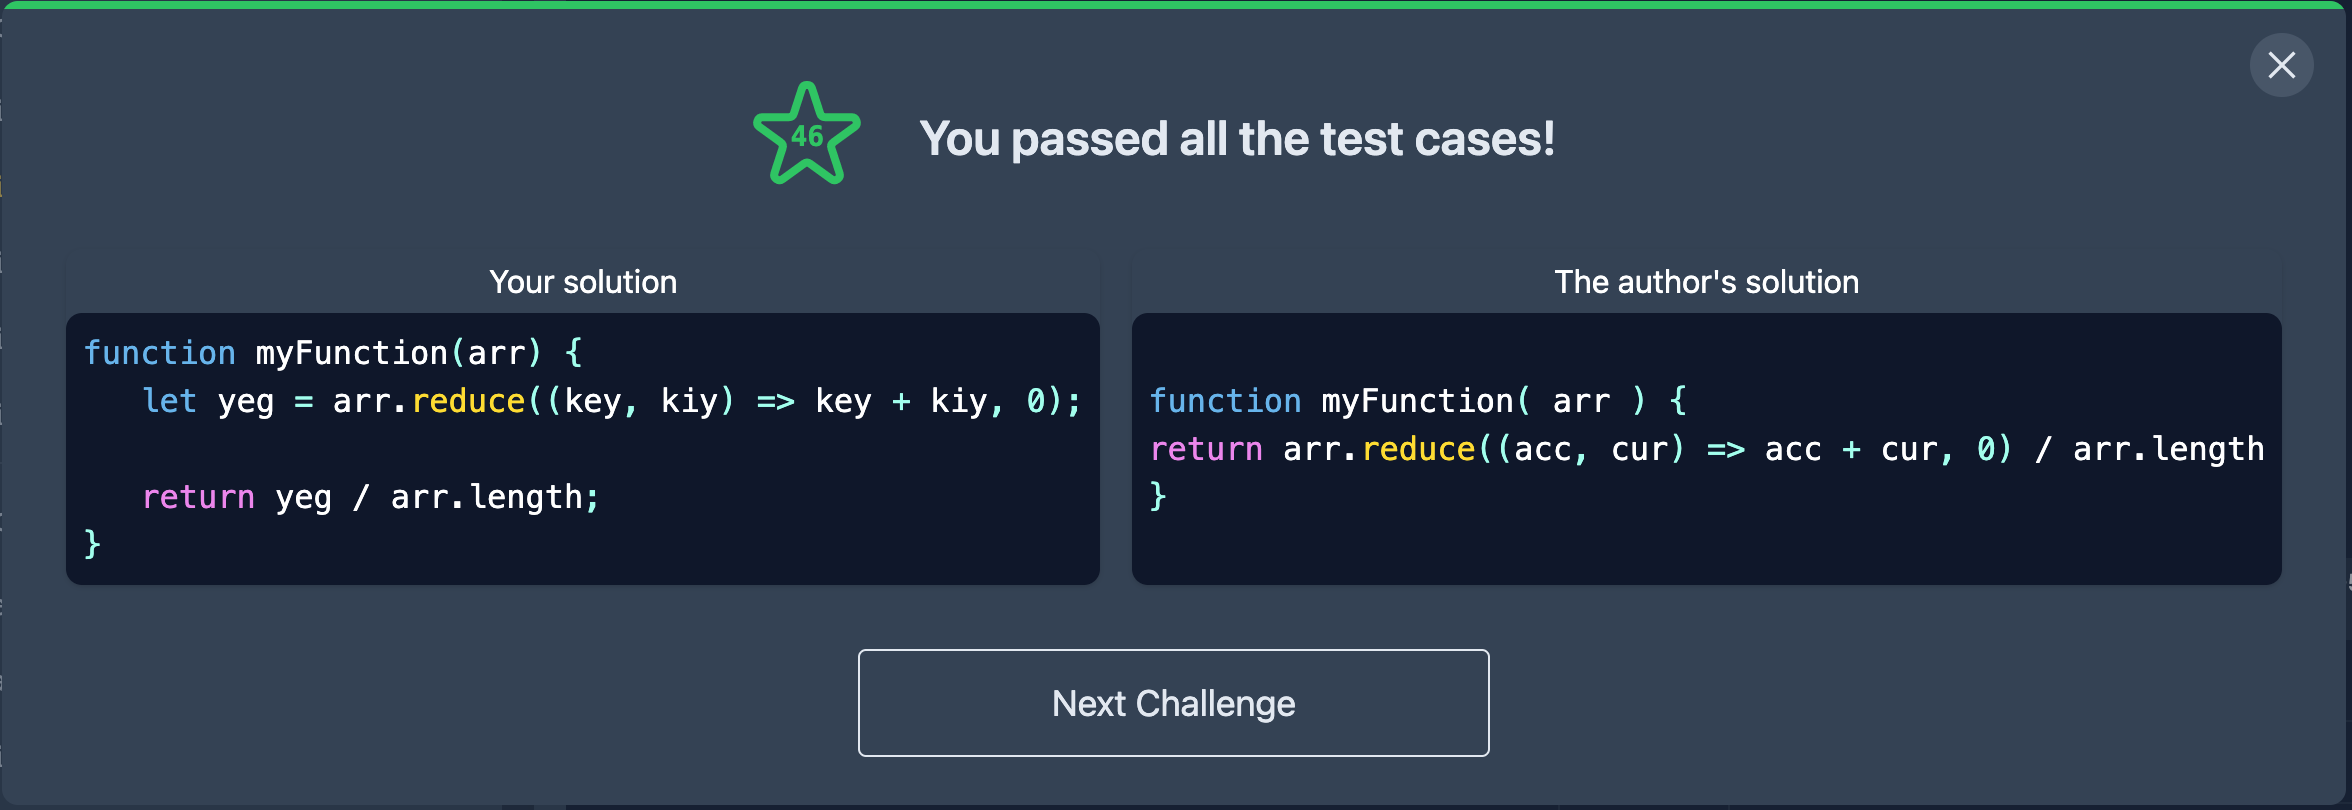 46
You passed all the test cases!
Your solution
function myFunction(arr) {
   let yeg = arr.reduce((key, kiy) => key + kiy, 0);
   return yeg / arr.length;
}
The author's solution
function myFunction( arr ) {
return arr.reduce((acc, cur) => acc + cur, 0) / arr.length
}
Next Challenge